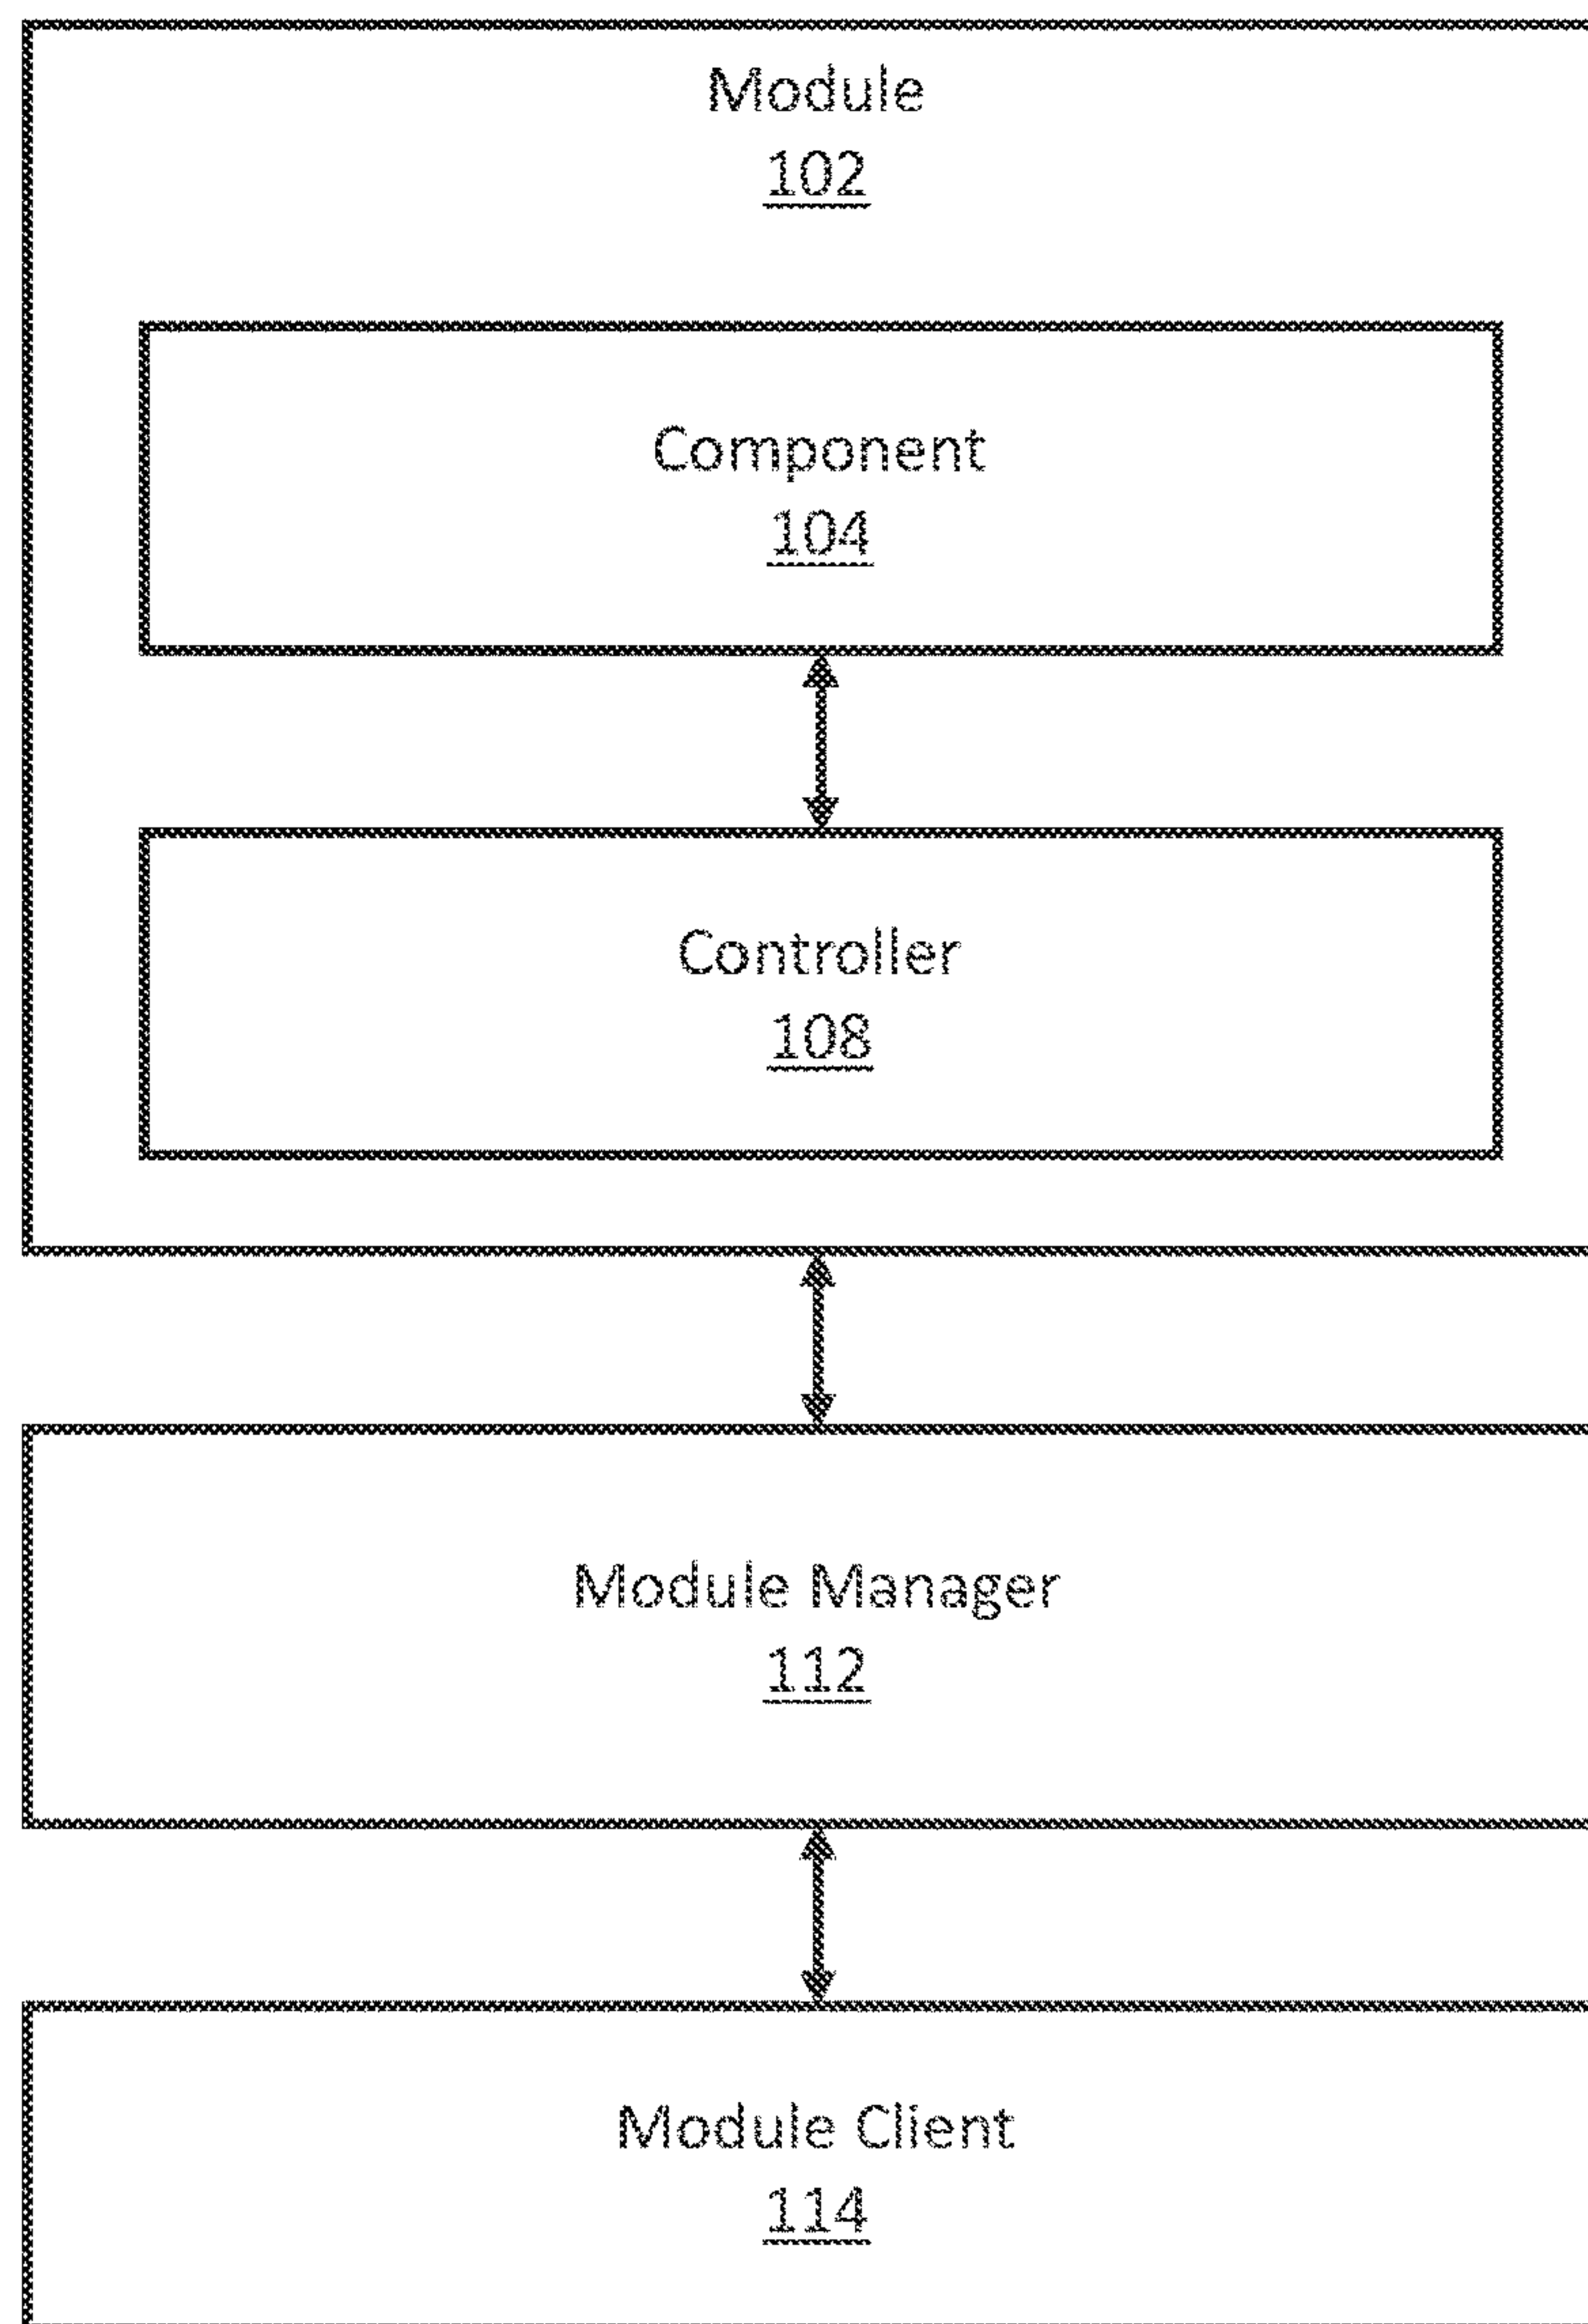 Module
102
Component
104
Controller
108
Module Manager
112
Module Client
114